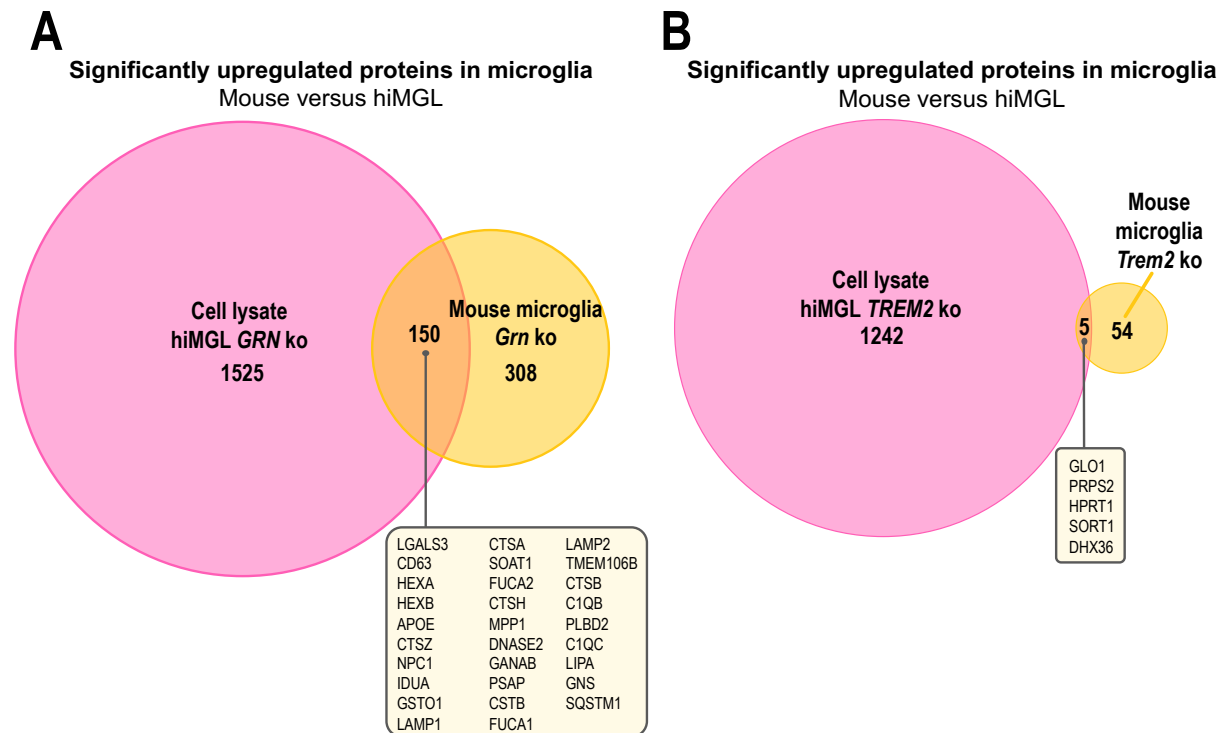 A
Significantly upregulated proteins in microglia
Mouse versus hiMGL
Cell lysate
hiMGL GRN ko
1525
150
Mouse microglia
Grn ko
308
LGALS3 CTSA LAMP2
CD63 SOAT1 TMEM106B
HEXA FUCA2 CTSB
HEXB CTSH C1QB
APOE MPP1 PLBD2
CTSZ DNASE2 C1QC
NPC1 GANAB LIPA
IDUA PSAP GNS
GSTO1 CSTB SQSTM1
LAMP1 FUCA1
B
Significantly upregulated proteins in microglia
Mouse versus hiMGL
Cell lysate
hiMGL TREM2 ko
1242
5
54
Mouse
microglia
Trem2 ko
GLO1
PRPS2
HPRT1
SORT1
DHX36